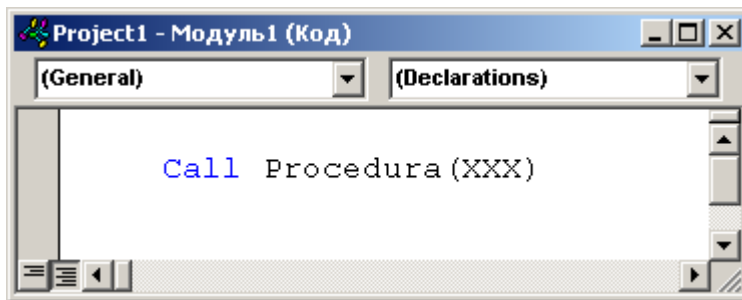 Project1 - Модуль1 (Код)
(General) (Declarations)
Call Procedura(XXX)